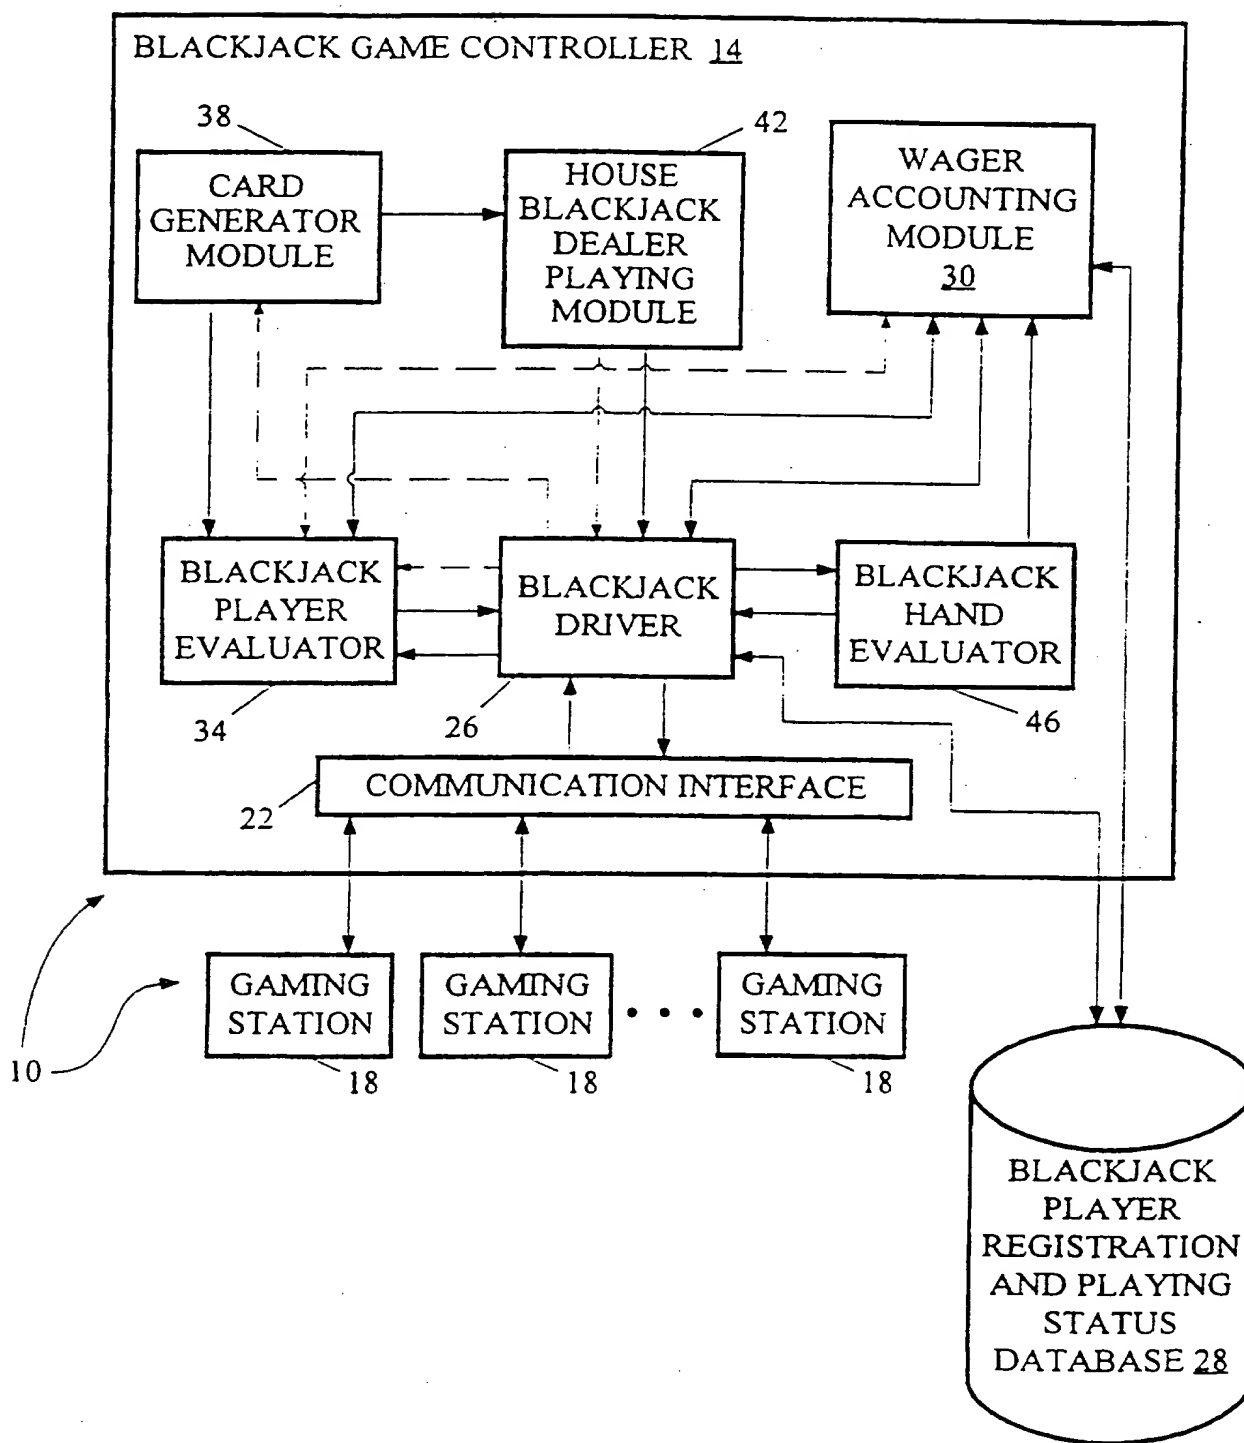 BLACKJACK GAME CONTROLLER 14
38
42
CARD
GENERATOR
MODULE
HOUSE
BLACKJACK
DEALER
PLAYING
MODULE
WAGER
ACCOUNTING
MODULE
30
BLACKJACK
PLAYER
EVALUATOR
BLACKJACK
DRIVER
BLACKJACK
HAND
EVALUATOR
34
26
46
COMMUNICATION INTERFACE
22
GAMING
STATION
GAMING
STATION
GAMING
STATION
10
18
18
18
BLACKJACK
PLAYER
REGISTRATION
AND PLAYING
STATUS
DATABASE 28